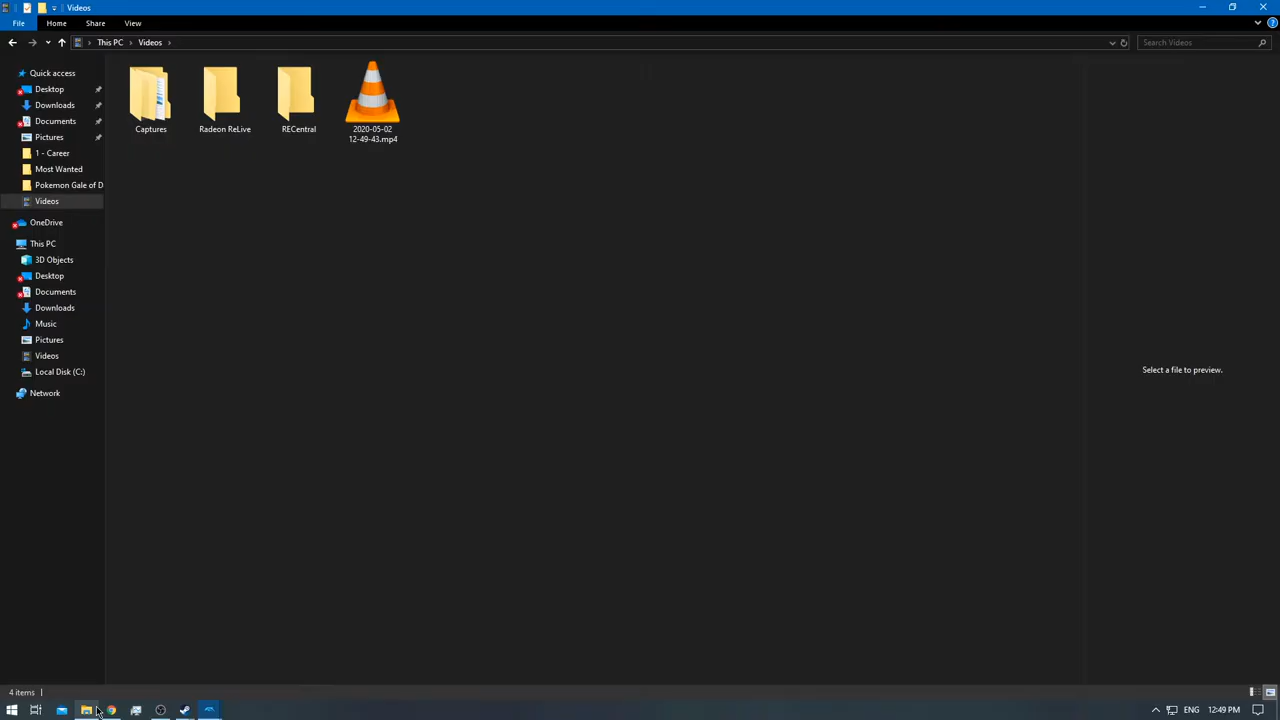 Videos
File Home Share View
This PC Videos
Search Videos
Quick access
Desktop
Downloads
Documents
Pictures
1 - Career
Most Wanted
Pokemon Gale of D
Videos
OneDrive
This PC
3D Objects
Desktop
Documents
Downloads
Music
Pictures
Videos
Local Disk (C:)
Network
Captures
Radeon ReLive
RECentral
2020-05-02
12-49-43.mp4
Select a file to preview.
4 items
ENG 12:49 PM